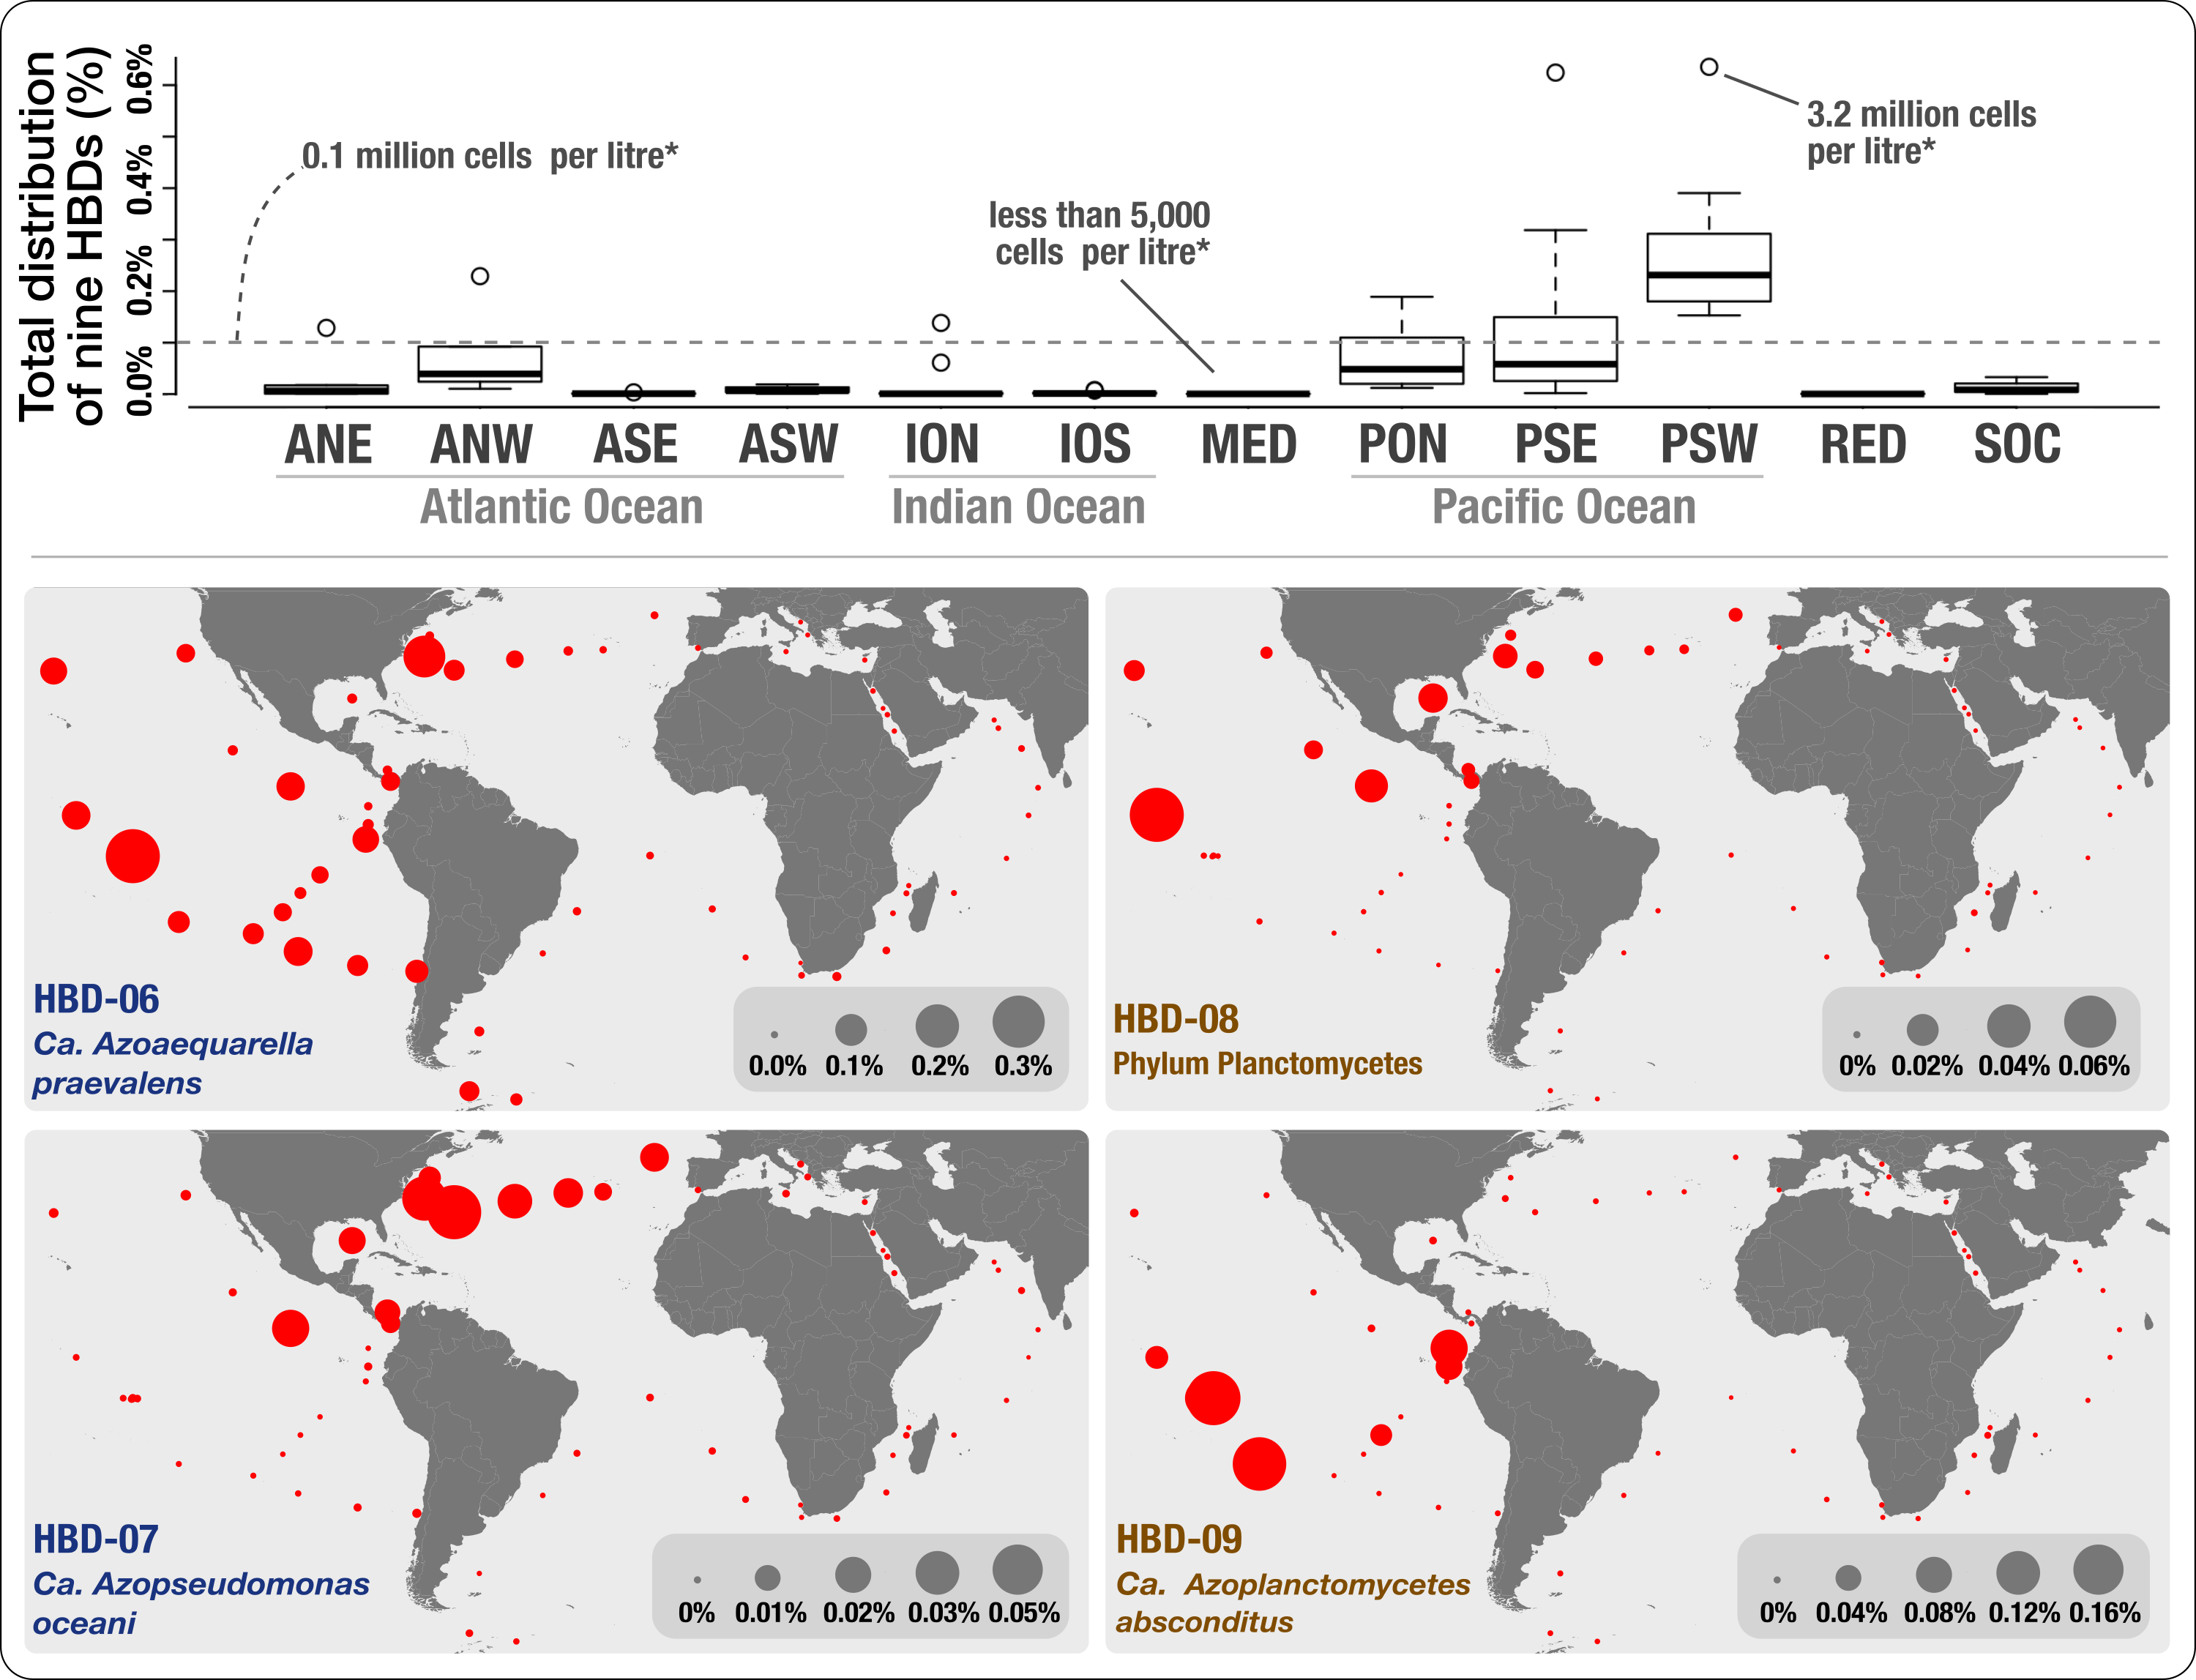 Total distribution
of nine HBDs (%)
0.6%
0.4%
0.2%
0.0%
0.1 million cells per litre*
less than 5,000
cells per litre*
3.2 million cells
per litre*
ANE ANW ASE ASW ION IOS MED PON PSE PSW RED SOC
Atlantic Ocean Indian Ocean Pacific Ocean
HBD-06
Ca. Azoaequarella
praevalens
0.0% 0.1% 0.2% 0.3%
HBD-08
Phylum Planctomycetes
0% 0.02% 0.04% 0.06%
HBD-07
Ca. Azopseudomonas
oceani
0% 0.01% 0.02% 0.03% 0.05%
HBD-09
Ca. Azoplanctomycetes
absconditus
0% 0.04% 0.08% 0.12% 0.16%